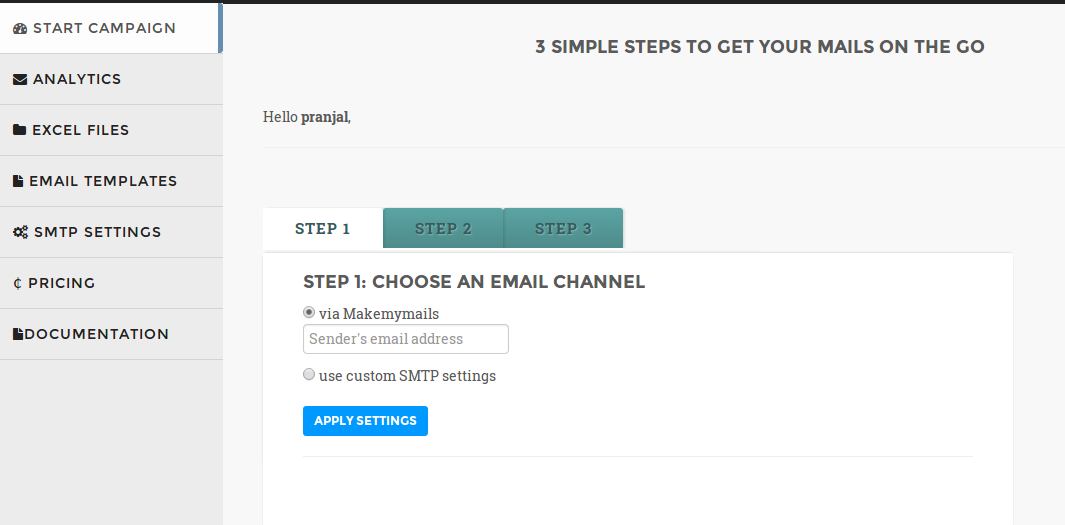 START CAMPAIGN
ANALYTICS
EXCEL FILES
EMAIL TEMPLATES
SMTP SETTINGS
₵ PRICING
DOCUMENTATION
3 SIMPLE STEPS TO GET YOUR MAILS ON THE GO
Hello pranjal,
STEP 1 STEP 2 STEP 3
STEP 1: CHOOSE AN EMAIL CHANNEL
via Makemymails
Sender's email address
use custom SMTP settings
APPLY SETTINGS